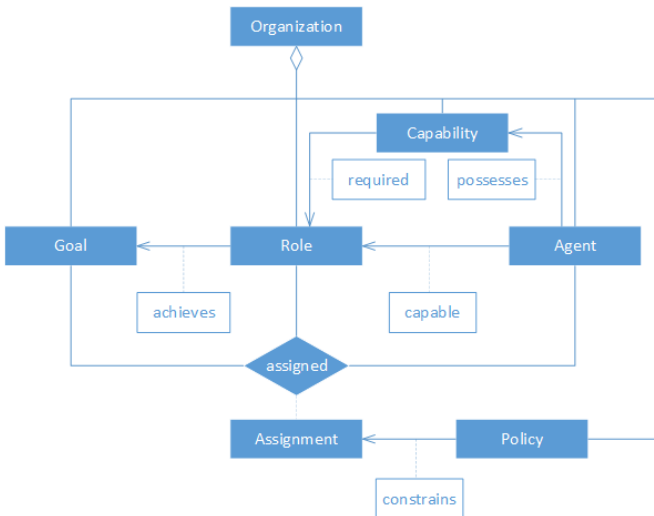 Organization
Capability
required
possesses
Goal
Role
Agent
achieves
capable
assigned
Assignment
Policy
constrains